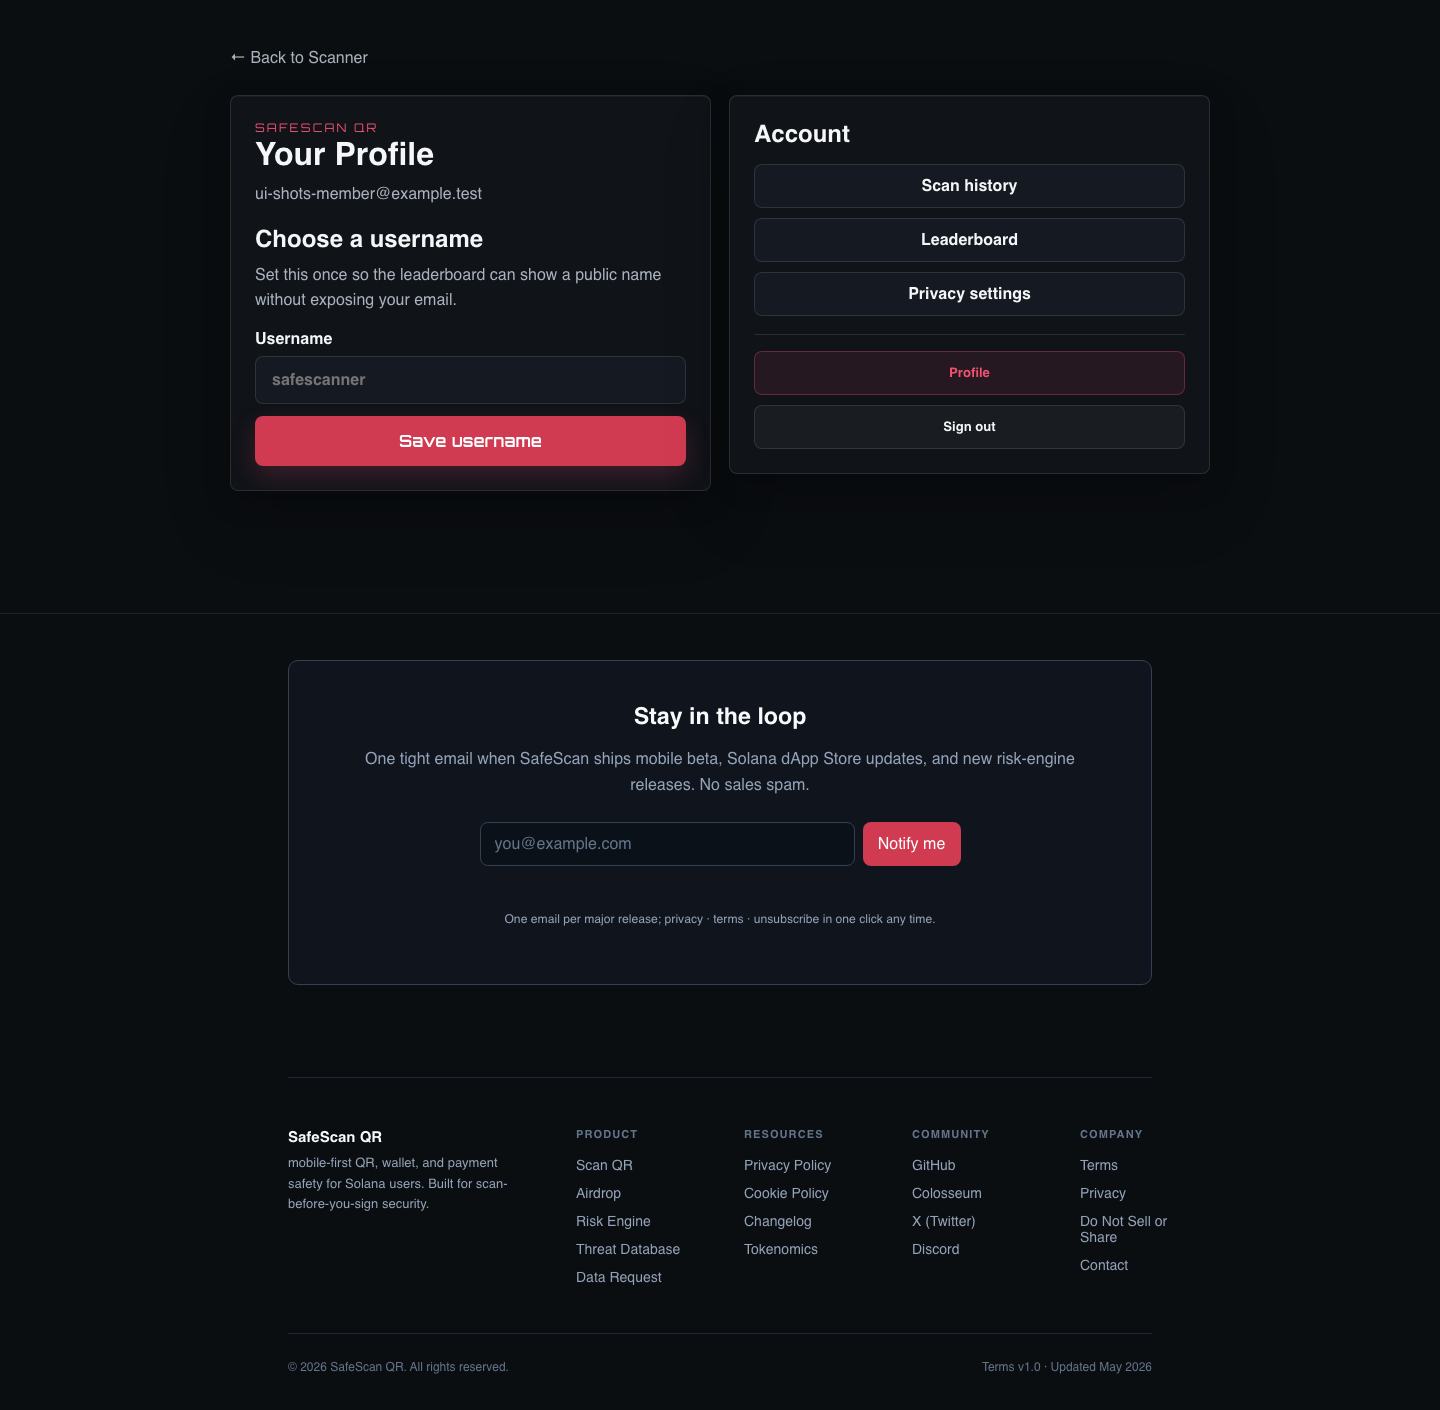 ← Back to Scanner
SAFESCAN QR
Your Profile
ui-shots-member@example.test
Choose a username
Set this once so the leaderboard can show a public name
without exposing your email.
Username
safescanner
Save username
Account
Scan history
Leaderboard
Privacy settings
Profile
Sign out
Stay in the loop
One tight email when SafeScan ships mobile beta, Solana dApp Store updates, and new risk-engine
releases. No sales spam.
you@example.com
Notify me
One email per major release; privacy · terms · unsubscribe in one click any time.
SafeScan QR
mobile-first QR, wallet, and payment
safety for Solana users. Built for scan-
before-you-sign security.
PRODUCT
Scan QR
Airdrop
Risk Engine
Threat Database
Data Request
RESOURCES
Privacy Policy
Cookie Policy
Changelog
Tokenomics
COMMUNITY
GitHub
Colosseum
X (Twitter)
Discord
COMPANY
Terms
Privacy
Do Not Sell or
Share
Contact
© 2026 SafeScan QR. All rights reserved.
Terms v1.0 · Updated May 2026